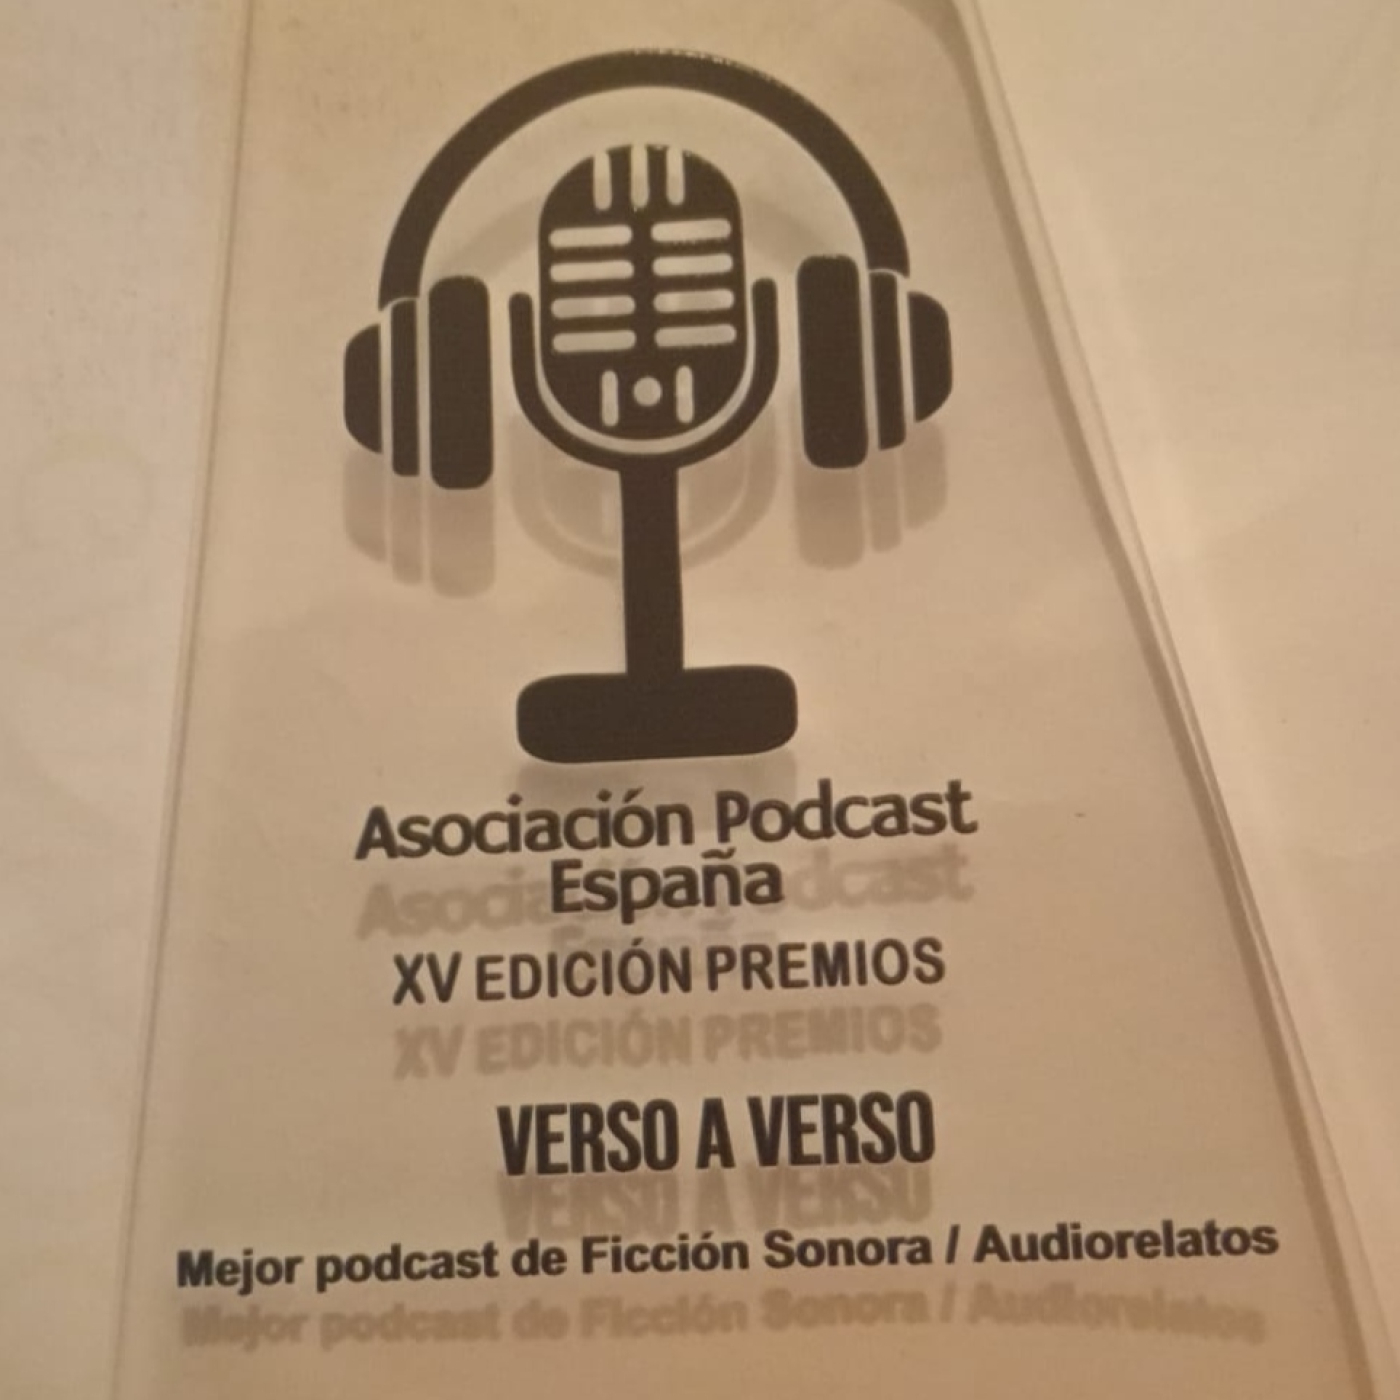 Asociación Podcast
España
XV EDICIÓN PREMIOS
VERSO A VERSO
Mejor podcast de Ficción Sonora / Audiorelatos